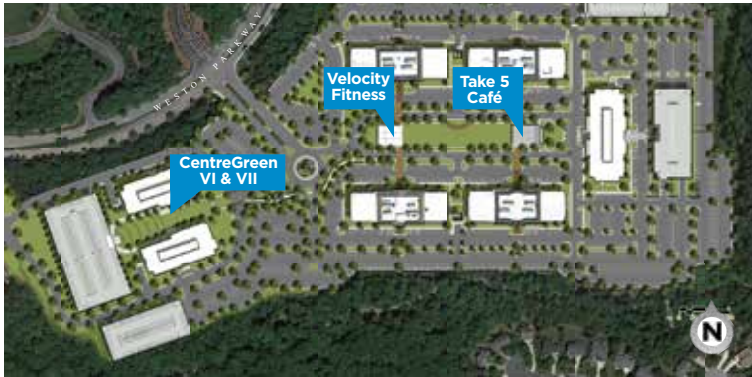 WESTON PARKWAY
Velocity
Fitness
Take 5
Café
CentreGreen
VI & VII
N